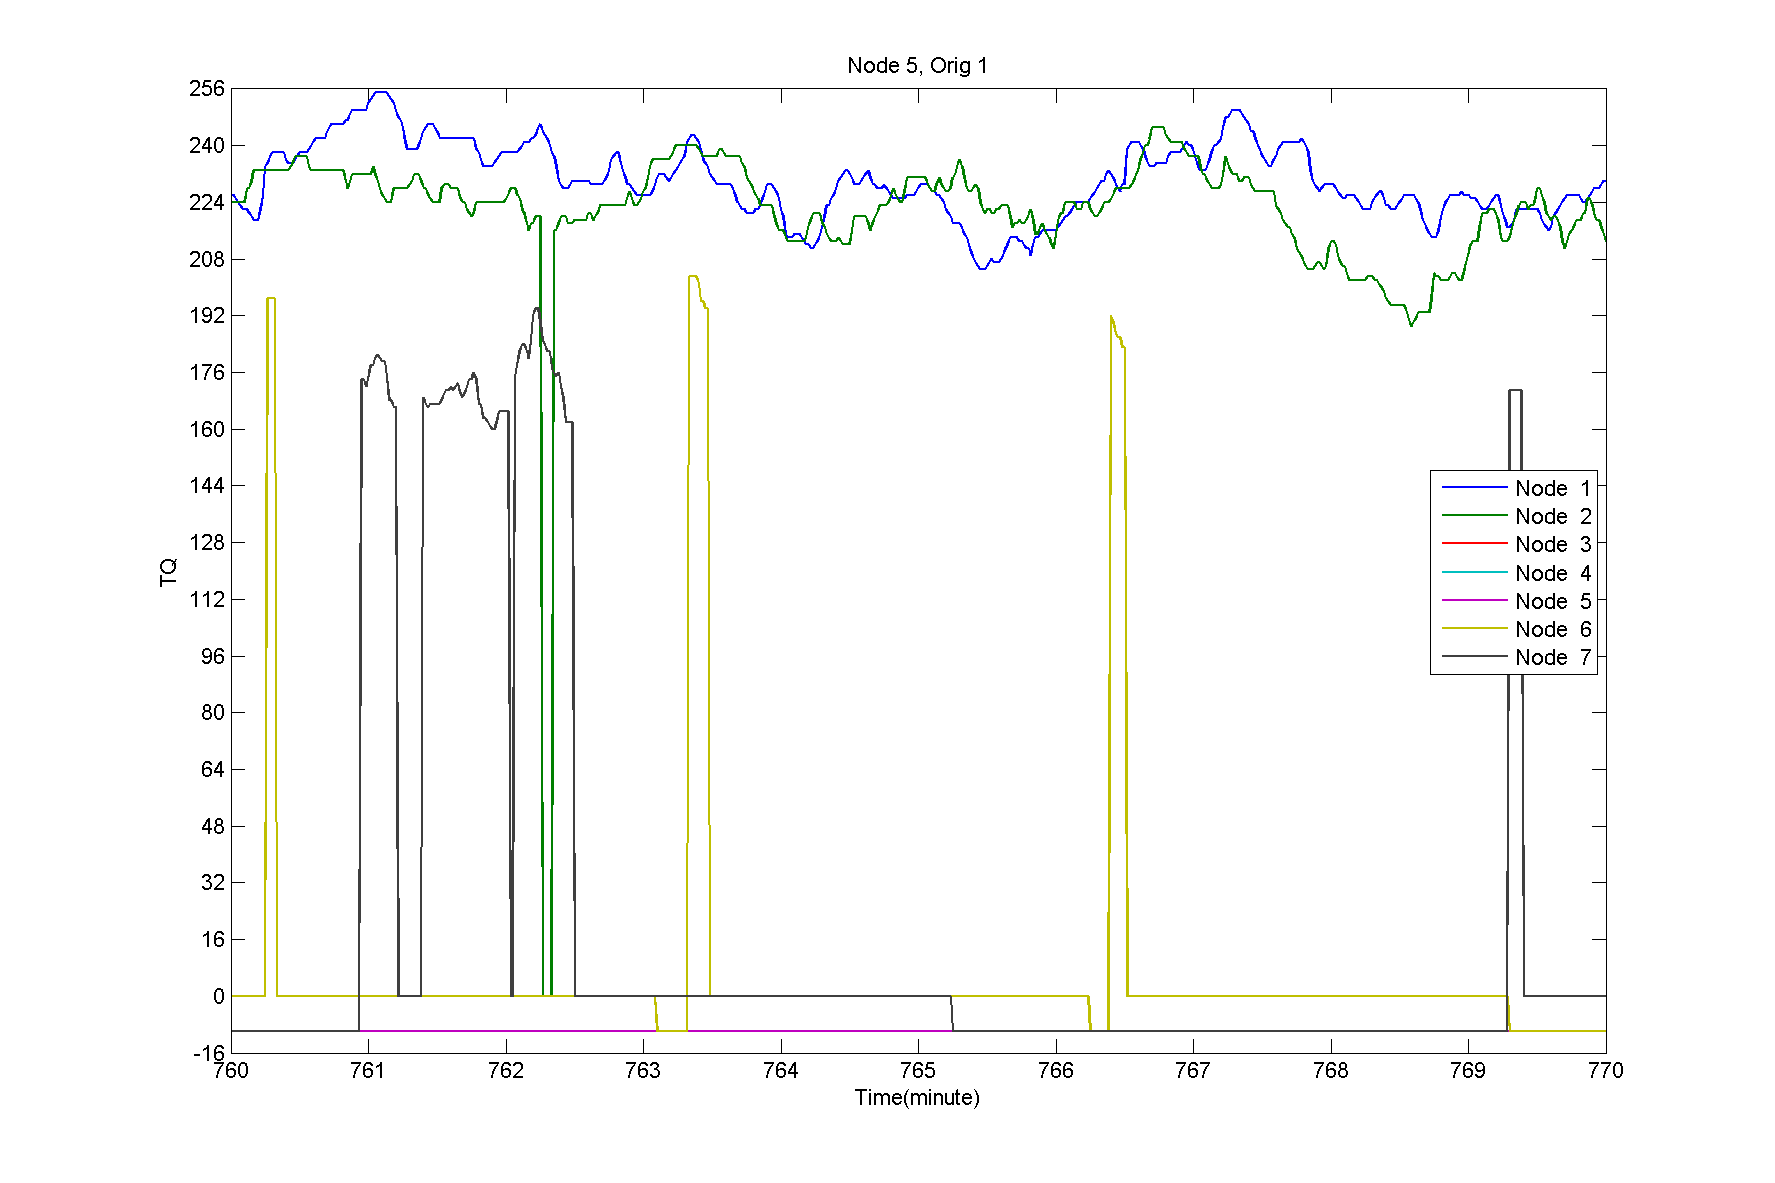 Node 5, Orig 1
256
240
224
208
192
176
160
144
128
112
96
80
64
48
32
16
0
-16
TQ
Node 1
Node 2
Node 3
Node 4
Node 5
Node 6
Node 7
760 761 762 763 764 765 766 767 768 769 770
Time(minute)